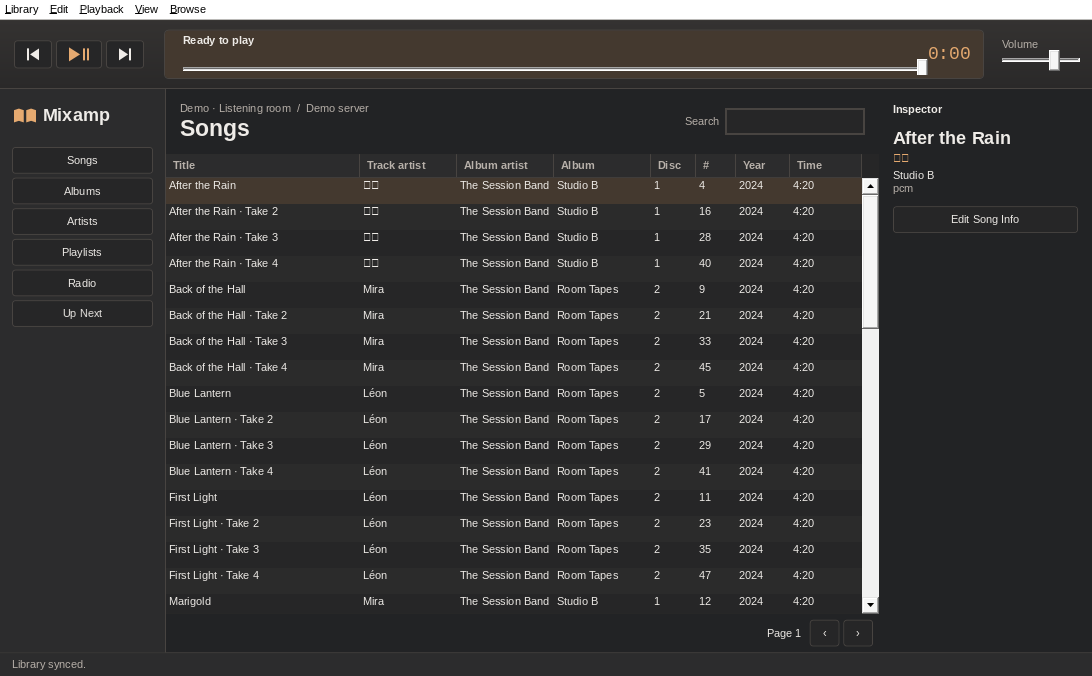 Library Edit Playback View Browse
Ready to play
0:00
Volume
Mixamp
Songs
Albums
Artists
Playlists
Radio
Up Next
Demo · Listening room / Demo server
Songs
Search
Title Track artist Album artist Album Disc # Year Time
After the Rain The Session Band Studio B 1 4 2024 4:20
After the Rain · Take 2 The Session Band Studio B 1 16 2024 4:20
After the Rain · Take 3 The Session Band Studio B 1 28 2024 4:20
After the Rain · Take 4 The Session Band Studio B 1 40 2024 4:20
Back of the Hall Mira The Session Band Room Tapes 2 9 2024 4:20
Back of the Hall · Take 2 Mira The Session Band Room Tapes 2 21 2024 4:20
Back of the Hall · Take 3 Mira The Session Band Room Tapes 2 33 2024 4:20
Back of the Hall · Take 4 Mira The Session Band Room Tapes 2 45 2024 4:20
Blue Lantern Léon The Session Band Room Tapes 2 5 2024 4:20
Blue Lantern · Take 2 Léon The Session Band Room Tapes 2 17 2024 4:20
Blue Lantern · Take 3 Léon The Session Band Room Tapes 2 29 2024 4:20
Blue Lantern · Take 4 Léon The Session Band Room Tapes 2 41 2024 4:20
First Light Léon The Session Band Room Tapes 2 11 2024 4:20
First Light · Take 2 Léon The Session Band Room Tapes 2 23 2024 4:20
First Light · Take 3 Léon The Session Band Room Tapes 2 35 2024 4:20
First Light · Take 4 Léon The Session Band Room Tapes 2 47 2024 4:20
Marigold Mira The Session Band Studio B 1 12 2024 4:20
Page 1 ‹ ›
Inspector
After the Rain
Studio B
pcm
Edit Song Info
Library synced.